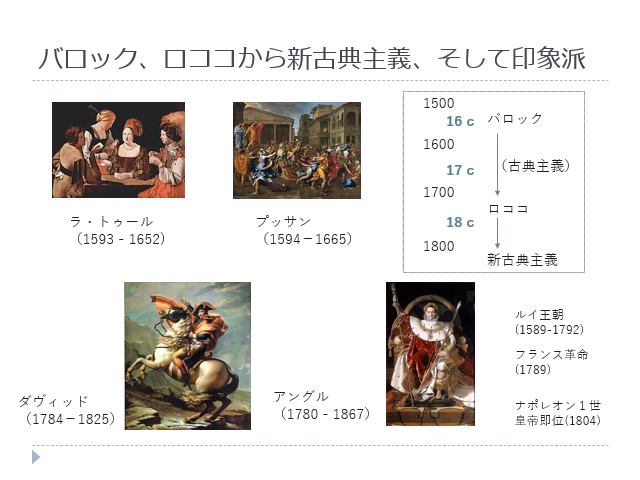 バロック、ロココから新古典主義、そして印象派
1500
16 c バロック
1600
17 c (古典主義)
1700
ロココ
18 c
1800
新古典主義
ラ・トゥール
（1593 - 1652）
プッサン
（1594－1665）
ダヴィッド
（1784－1825）
アングル
（1780 - 1867）
ルイ王朝
(1589-1792)
フランス革命
(1789)
ナポレオン１世
皇帝即位(1804)